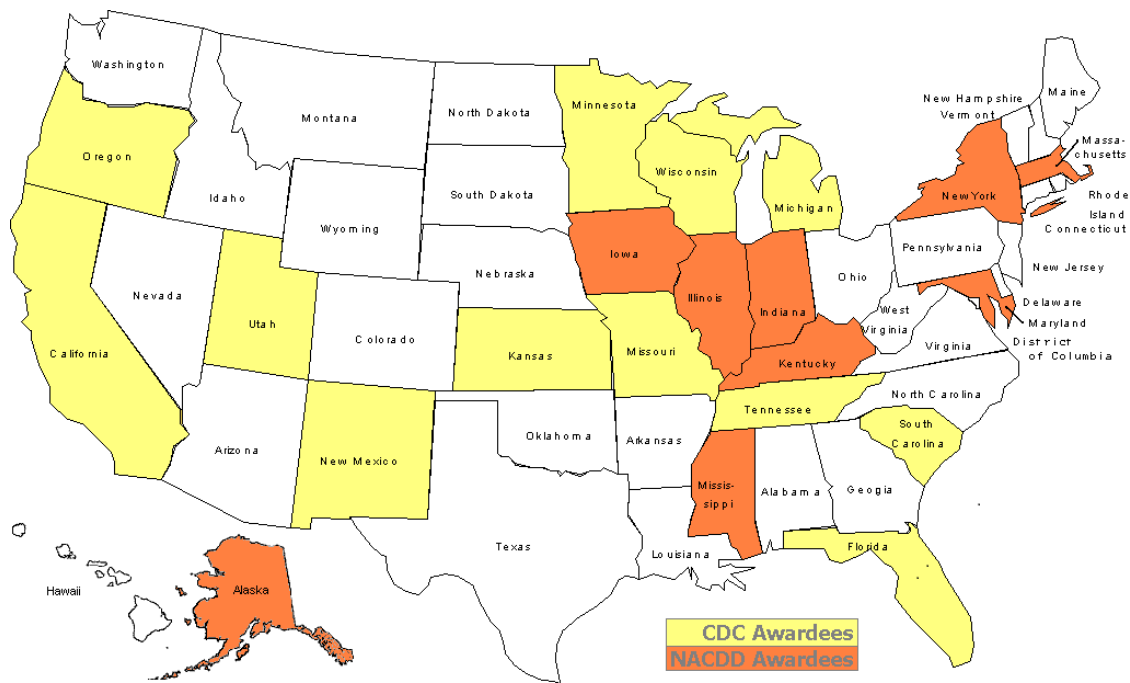 Washington
Oregon
California
Idaho
Nevada
Montana
Wyoming
Utah
Colorado
Arizona
New Mexico
North Dakota
South Dakota
Nebraska
Kansas
Oklahoma
Texas
Minnesota
Iowa
Missouri
Arkansas
Louisiana
Wisconsin
Illinois
Michigan
Indiana
Ohio
Kentucky
Tennessee
Missis-
sippi
Alabama
Geogia
Florida
South
Carolina
North Carolina
Virginia
West
Virginia
Pennsylvania
New York
New Hampshire
Vermont
Maine
Massa-
chusetts
Rhode
Island
Connecticut
New Jersey
Delaware
Maryland
District
of Columbia
Hawaii
Alaska
CDC Awardees
NACDD Awardees